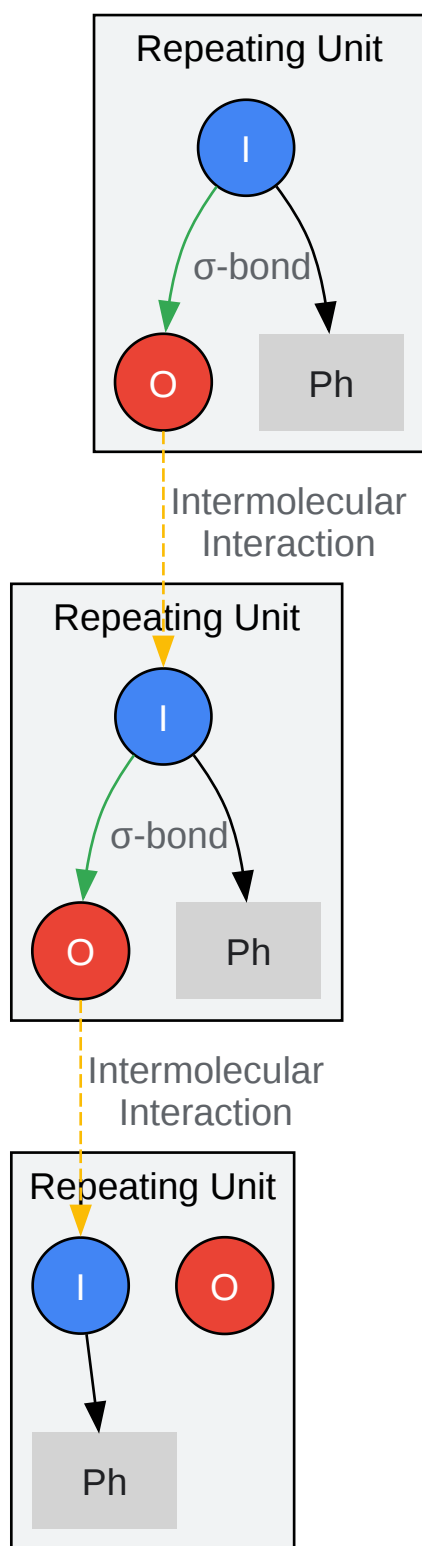 Repeating Unit
I
σ-bond
O
Ph
Intermolecular
Interaction
Repeating Unit
I
σ-bond
O
Ph
Intermolecular
Interaction
Repeating Unit
I
O
Ph